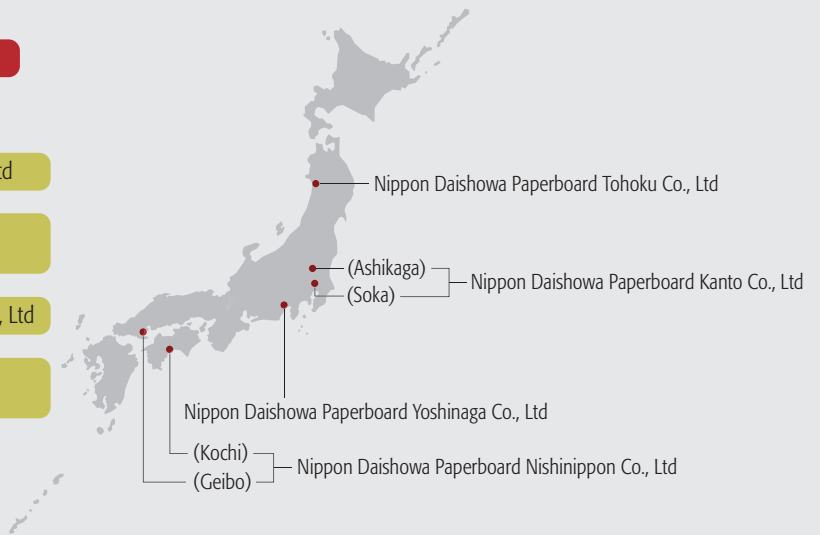 td
, Ltd
Nippon Daishowa Paperboard Tohoku Co., Ltd
(Ashikaga)
(Soka)
Nippon Daishowa Paperboard Kanto Co., Ltd
Nippon Daishowa Paperboard Yoshinaga Co., Ltd
(Kochi)
(Geibo)
Nippon Daishowa Paperboard Nishinippon Co., Ltd